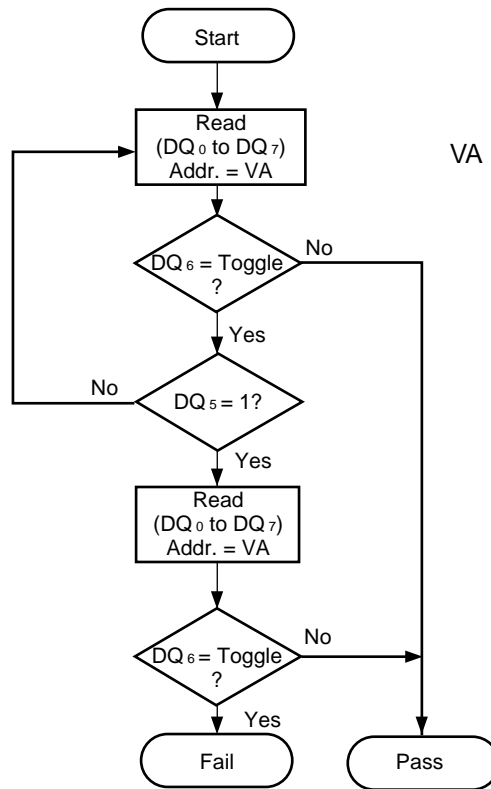 Start
Read
(DQ0 to DQ7)
Addr. = VA
VA
DQ6 = Toggle
?
No
Yes
DQ5 = 1?
No
Yes
Read
(DQ0 to DQ7)
Addr. = VA
DQ6 = Toggle
?
No
Yes
Fail
Pass